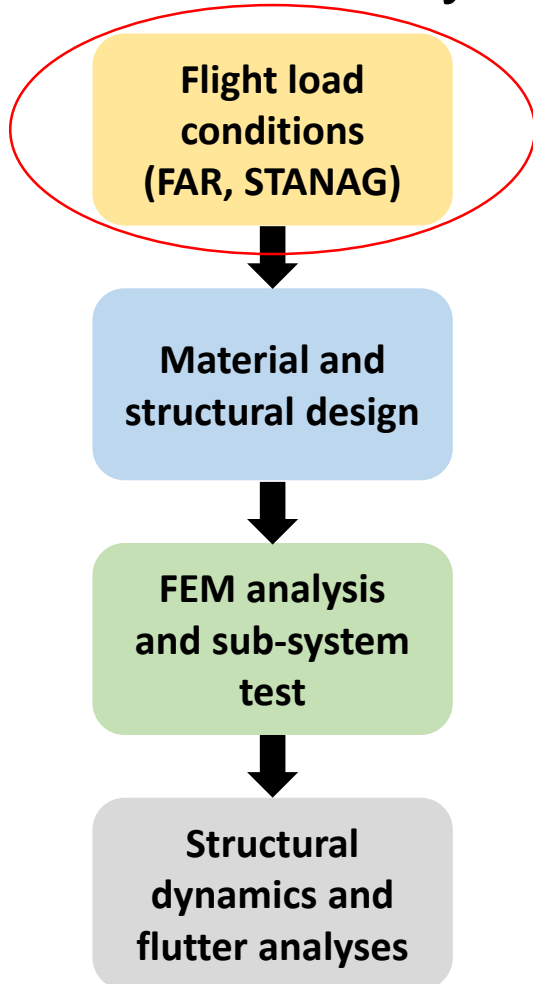 Flight load
conditions
(FAR, STANAG)
Material and
structural design
FEM analysis
and sub-system
test
Structural
dynamics and
flutter analyses